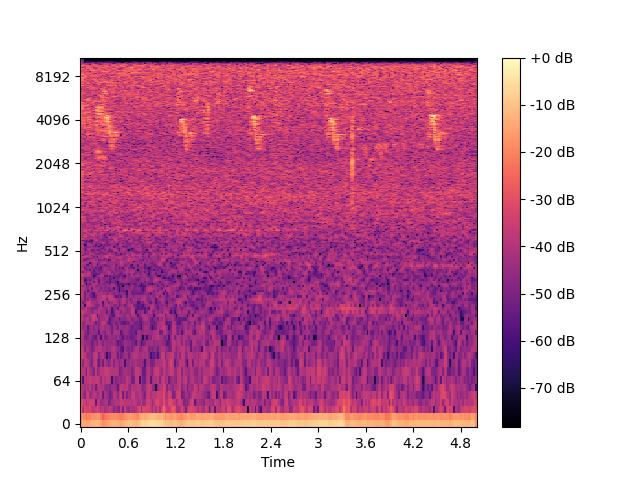 8192
4096
2048
1024
512
256
128
64
0
Hz
0
0.6
1.2
1.8
2.4
3
3.6
4.2
4.8
Time
+0 dB
-10 dB
-20 dB
-30 dB
-40 dB
-50 dB
-60 dB
-70 dB